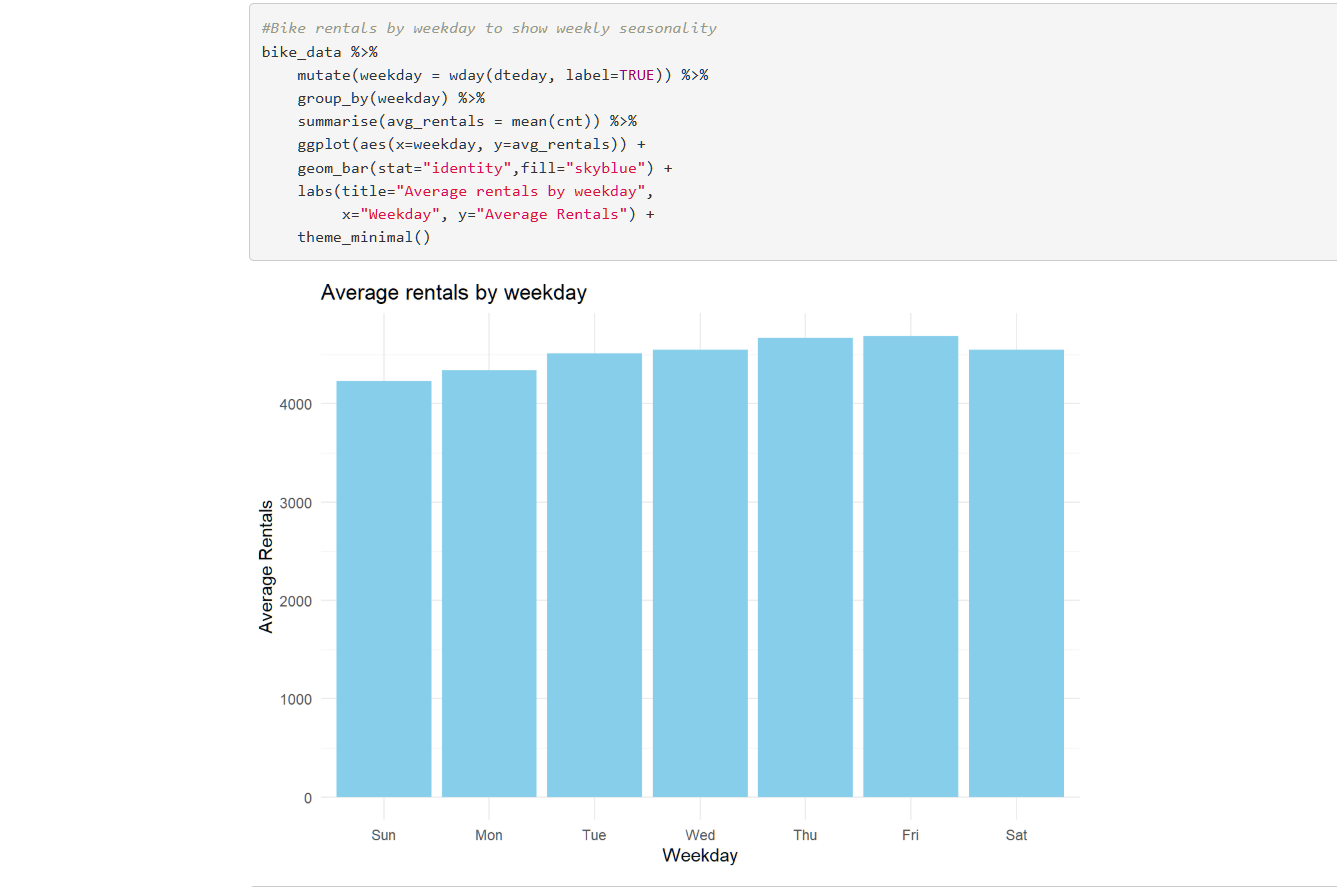 #Bike rentals by weekday to show weekly seasonality
bike_data %>%
    mutate(weekday = wday(dteday, label=TRUE)) %>%
    group_by(weekday) %>%
    summarise(avg_rentals = mean(cnt)) %>%
    ggplot(aes(x=weekday, y=avg_rentals)) +
    geom_bar(stat="identity",fill="skyblue") +
    labs(title="Average rentals by weekday",
         x="Weekday", y="Average Rentals") +
    theme_minimal()
Average rentals by weekday
Average Rentals
4000
3000
2000
1000
0
Sun Mon Tue Wed Thu Fri Sat
Weekday